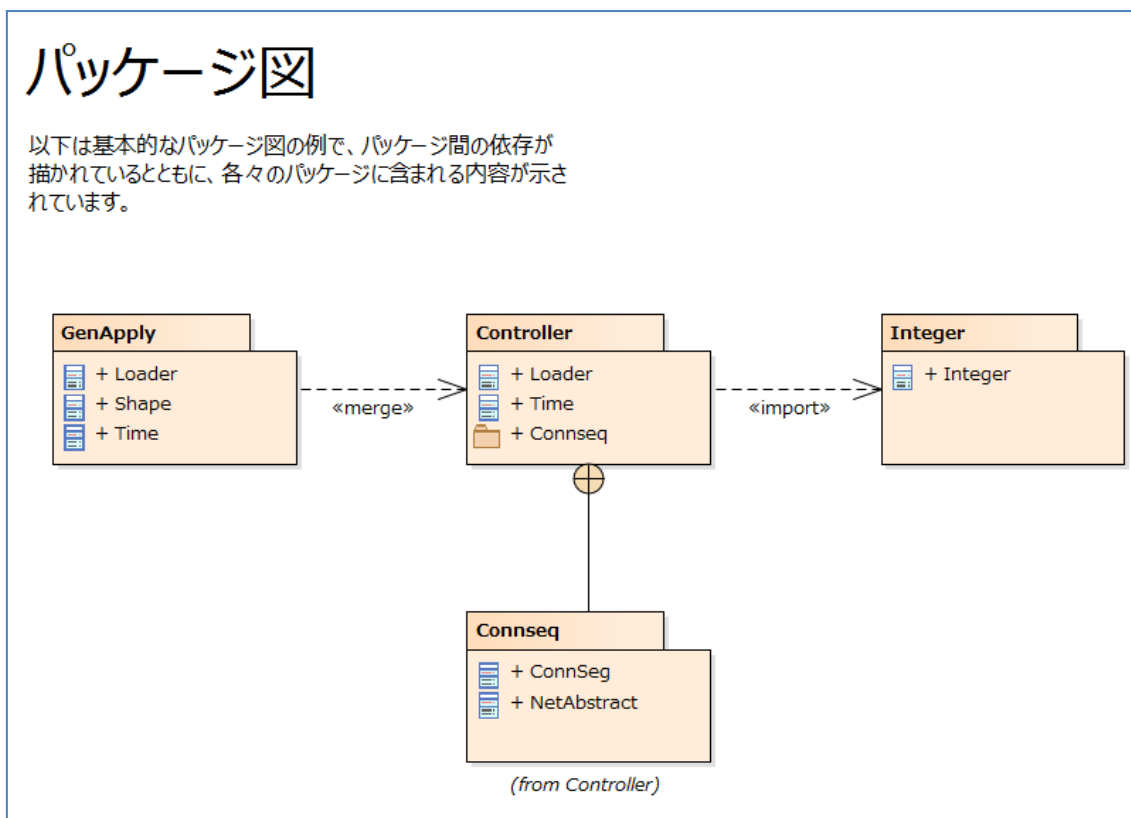 パッケージ図
以下は基本的なパッケージ図の例で、パッケージ間の依存が
描かれているとともに、各々のパッケージに含まれる内容が示さ
れています。
GenApply
+ Loader
+ Shape
+ Time
«merge»
Controller
+ Loader
+ Time
+ Connseq
«import»
Integer
+ Integer
Connseq
+ ConnSeg
+ NetAbstract
(from Controller)